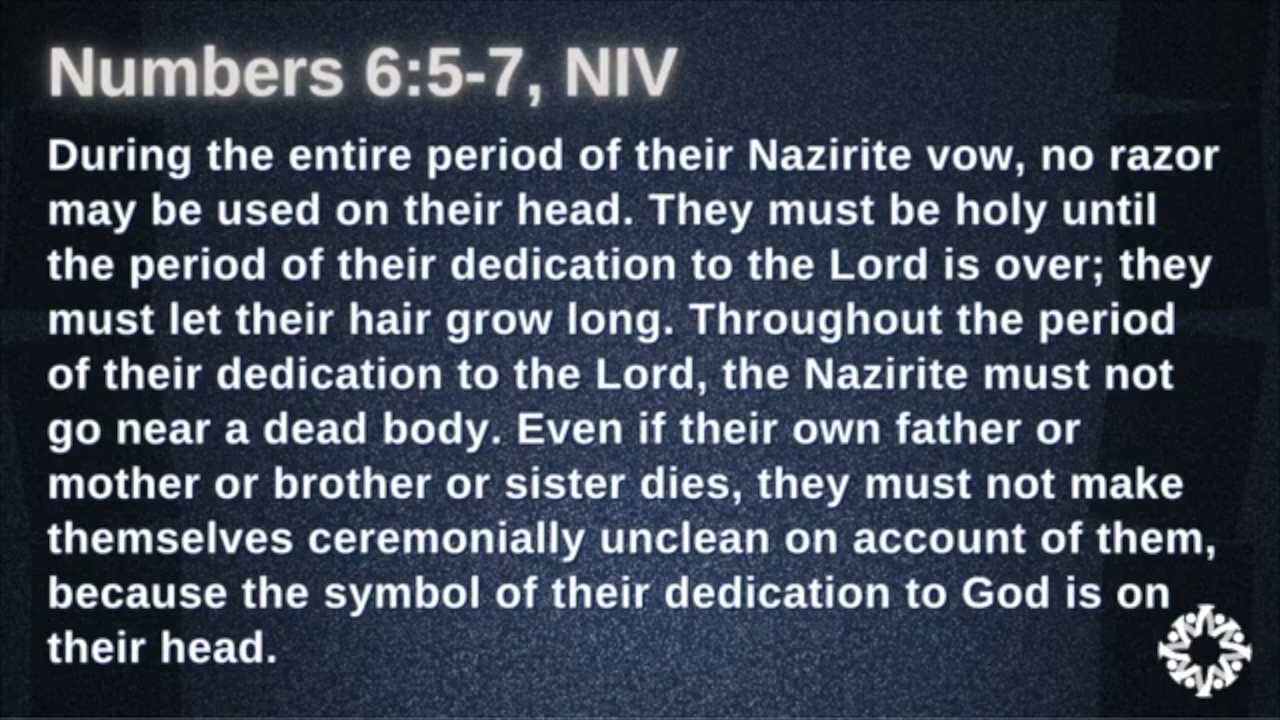 Numbers 6:5-7, NIV
During the entire period of their Nazirite vow, no razor
may be used on their head. They must be holy until
the period of their dedication to the Lord is over; they
must let their hair grow long. Throughout the period
of their dedication to the Lord, the Nazirite must not
go near a dead body. Even if their own father or
mother or brother or sister dies, they must not make
themselves ceremonially unclean on account of them,
because the symbol of their dedication to God is on
their head.